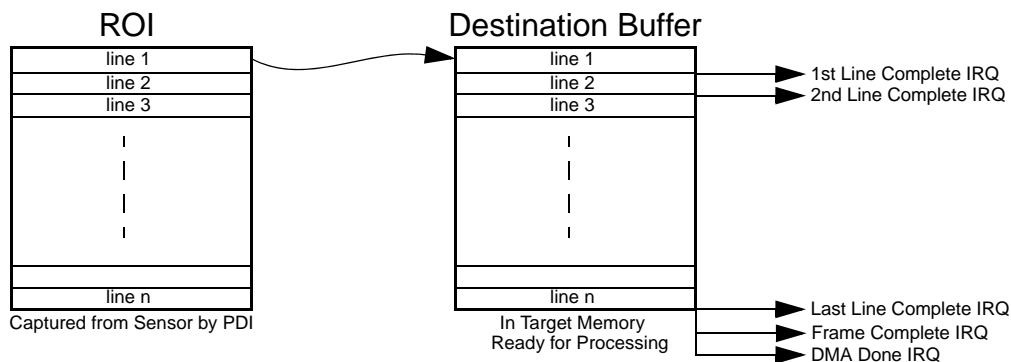 ROI
line 1
line 2
line 3
line n
Captured from Sensor by PDI
Destination Buffer
line 1
line 2
line 3
line n
In Target Memory
Ready for Processing
1st Line Complete IRQ
2nd Line Complete IRQ
Last Line Complete IRQ
Frame Complete IRQ
DMA Done IRQ